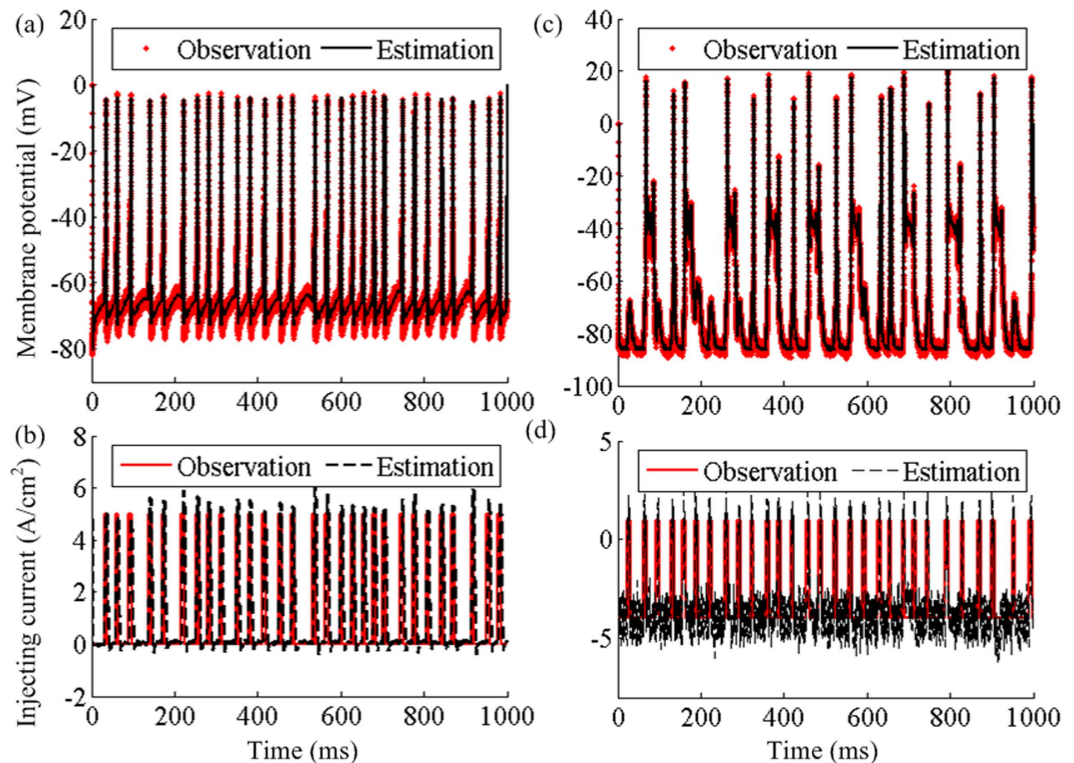 (a)
20
Observation
Estimation
0
-20
-40
-60
-80
Membrane potential (mV)
0
200
400
600
800
1000
(c)
40
Observation
Estimation
20
0
-20
-40
-60
-80
-100
0
200
400
600
800
1000
(b)
8
Observation
Estimation
6
4
2
0
-2
Injecting current (A/cm²)
0
200
400
600
800
1000
Time (ms)
(d)
5
Observation
Estimation
0
-5
0
200
400
600
800
1000
Time (ms)